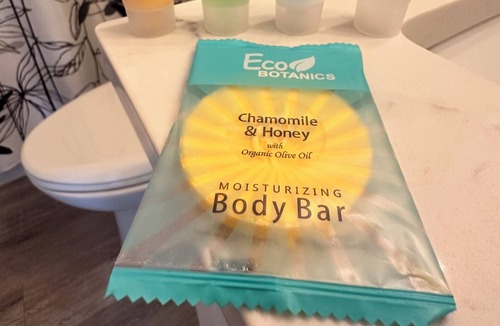 Eco
BOTANICS
Chamomile
& Honey
with
Organic Olive Oil
MOISTURIZING
Body Bar